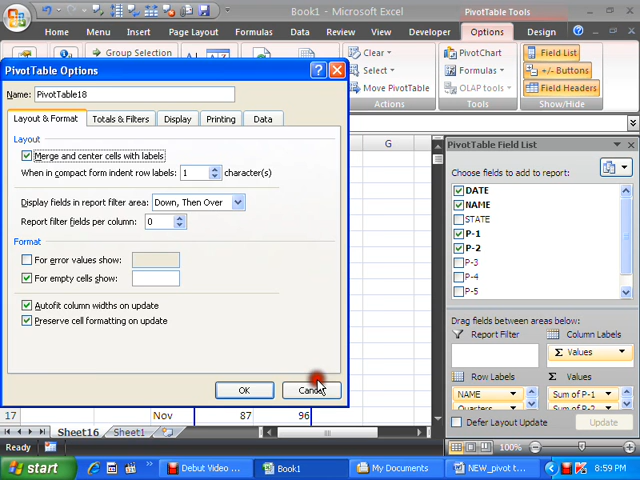 Book1 - Microsoft Excel
PivotTable Tools
Home
Menu
Insert
Page Layout
Formulas
Data
Review
View
Developer
Options
Design
Group Selection
Clear
Select
Move PivotTable
Actions
PivotChart
Formulas
OLAP tools
Tools
Field List
+/- Buttons
Field Headers
Show/Hide
PivotTable Options
Name: PivotTable18
Layout & Format
Totals & Filters
Display
Printing
Data
Layout
Merge and center cells with labels
When in compact form indent row labels: 1 character(s)
Display fields in report filter area: Down, Then Over
Report filter fields per column: 0
Format
For error values show:
For empty cells show:
Autofit column widths on update
Preserve cell formatting on update
OK
G
PivotTable Field List
Choose fields to add to report:
DATE
NAME
STATE
P-1
P-2
P-3
P-4
P-5
Drag fields between areas below:
Report Filter
Column Labels
Σ Values
Row Labels
Σ Values
NAME
Sum of P-1
Quarters
Sum of P-2
Defer Layout Update
Update
17 Nov 87 96
Sheet16
Sheet1
Ready
100%
start
Debut Video ...
Book1
My Documents
NEW_pivot t...
8:59 PM